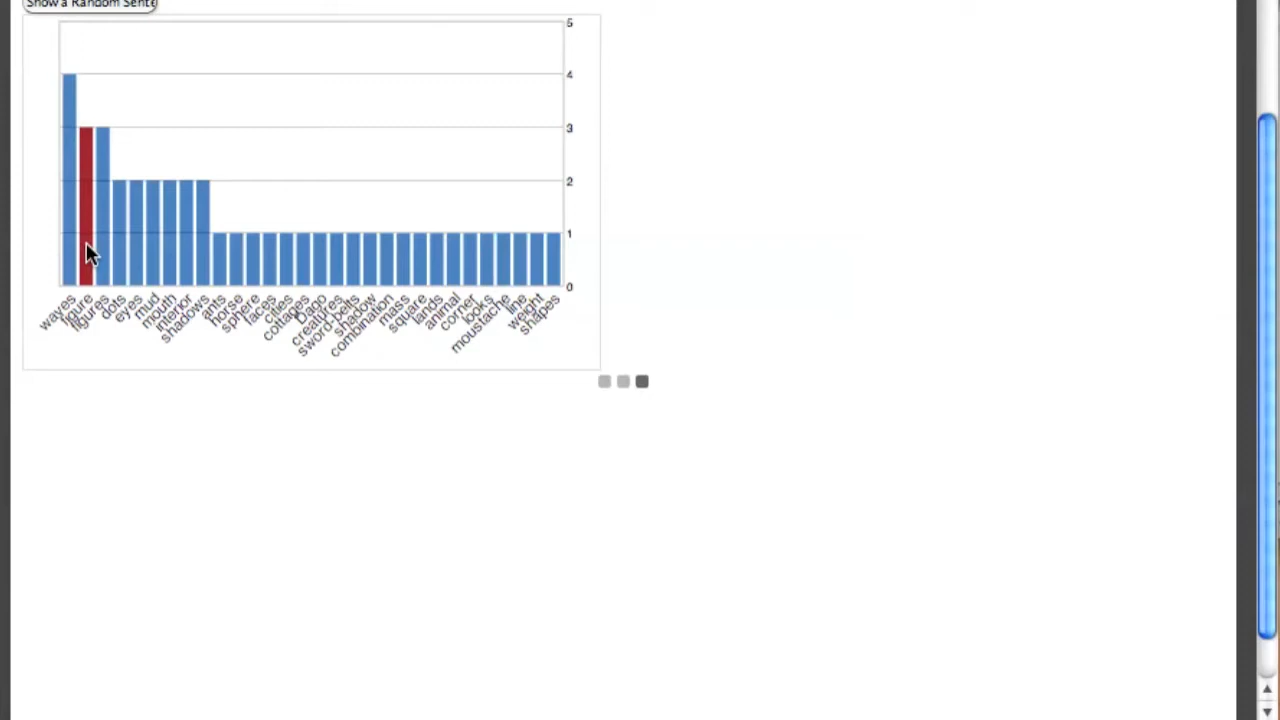 Show a Random Sente
5
4
3
2
1
0
waves
figure
figures
dots
eyes
mud
mouth
interior
shadows
ants
horse
sphere
faces
cities
cottages
Dago
creatures
sword-belts
shadow
combination
mass
square
lands
animal
corner
looks
moustache
line
weight
shapes